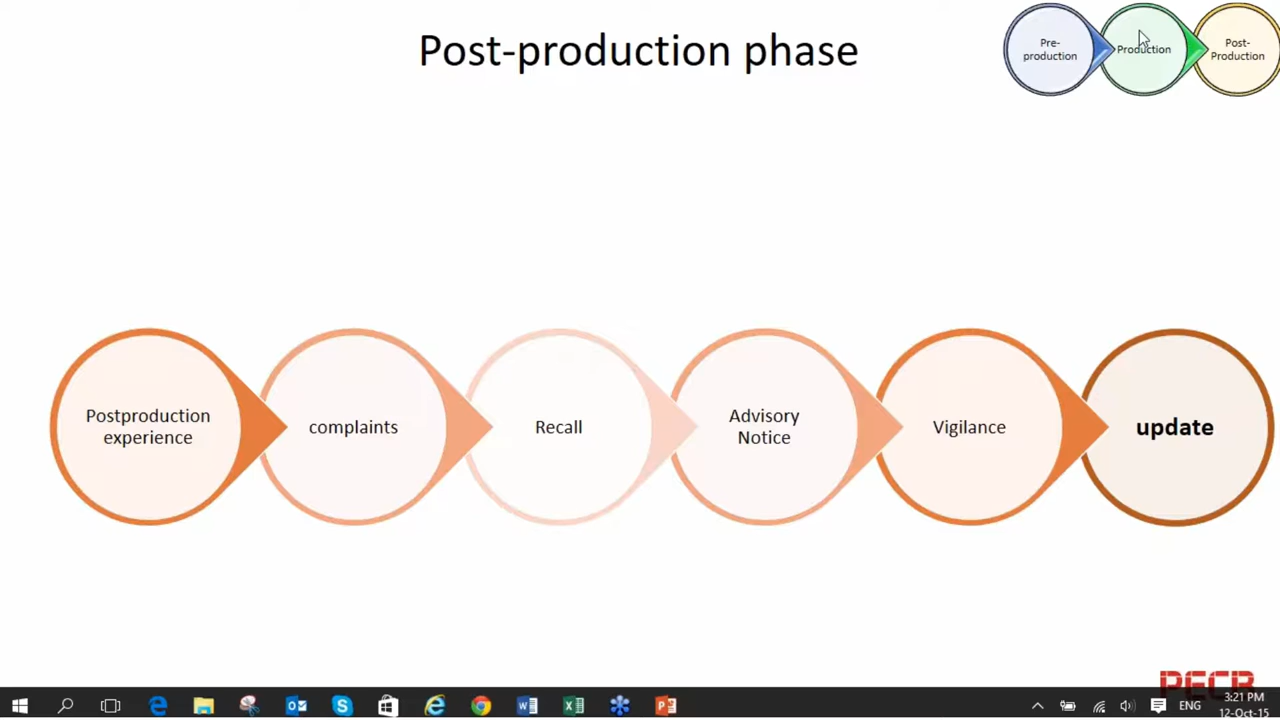 Post-production phase
Pre-
production
Production
Post-
Production
Postproduction
experience
complaints
Recall
Advisory
Notice
Vigilance
update
PECB
ENG
3:21 PM
12-Oct-15